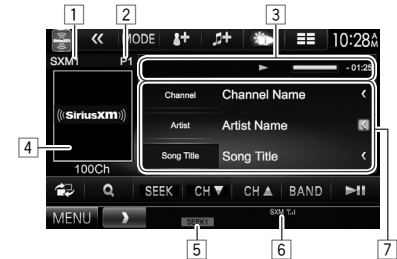 1 2 3
MODE 10:28 AM
SXM1 P1
- 01:25
Channel Channel Name
((SiriusXM))
Artist Artist Name
4
Song Title Song Title
100Ch
SEEK CH ▼ CH ▲ BAND
MENU SEEK1 SXM
5 6 7